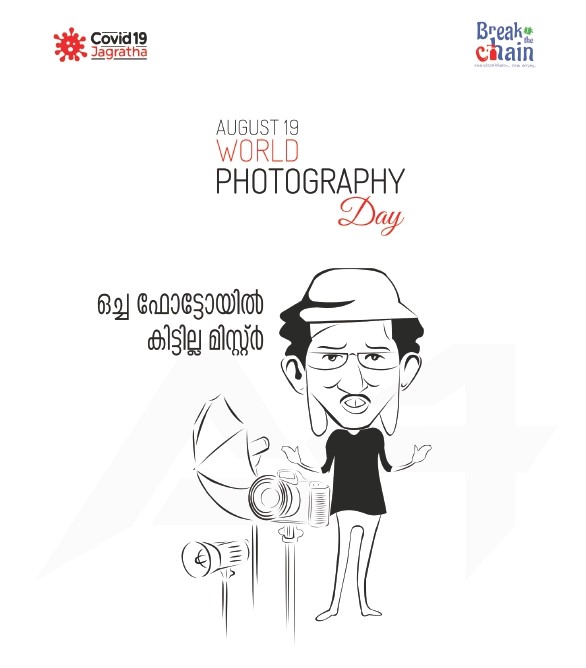 Covid19
Jagratha
Break
the
chain
AUGUST 19
WORLD
PHOTOGRAPHY
Day
ഒച്ച ഫോട്ടോയിൽ
കിട്ടില്ല മിസ്റ്റർ